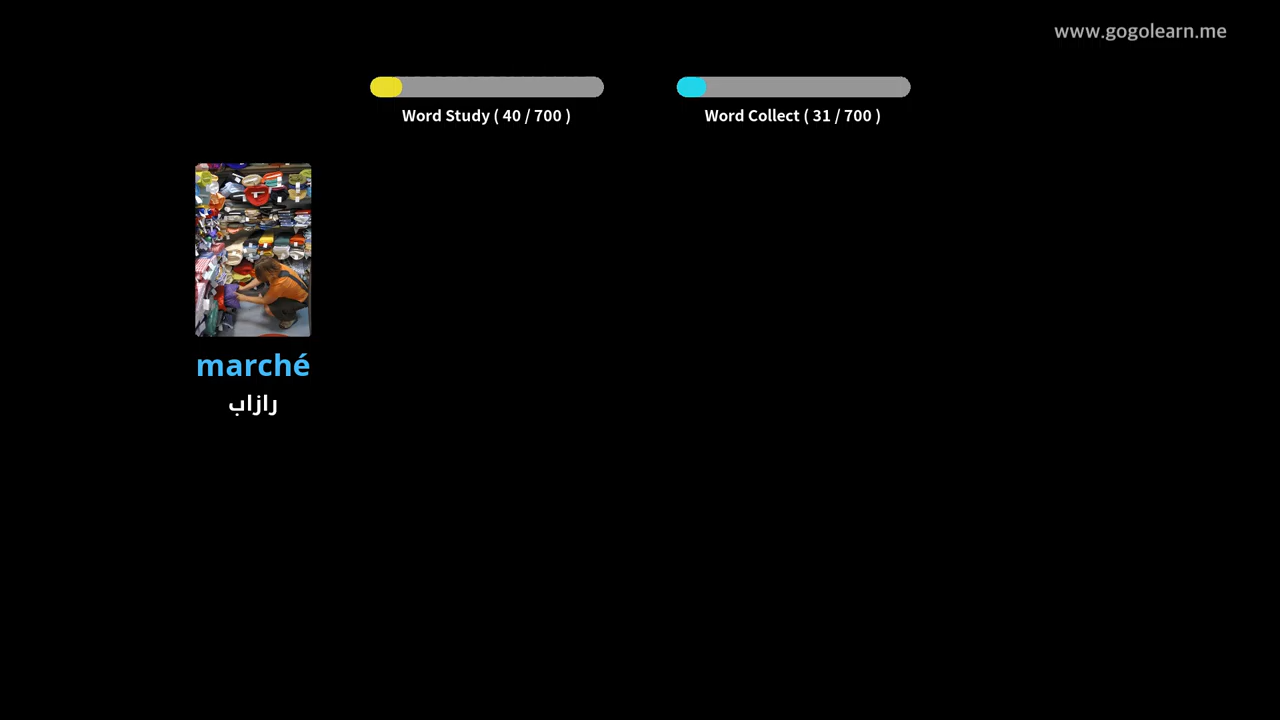 www.gogolearn.me
Word Study ( 40 / 700 )
Word Collect ( 31 / 700 )
marché
رازاب